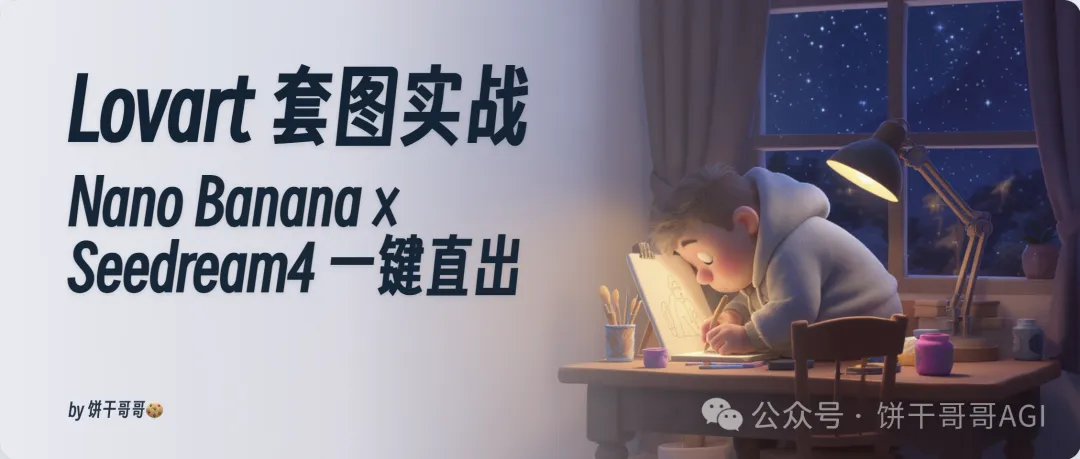 Lovart 套图实战
Nano Banana x
Seedream4 一键直出
by 饼干哥哥🍪
公众号 · 饼干哥哥AGI